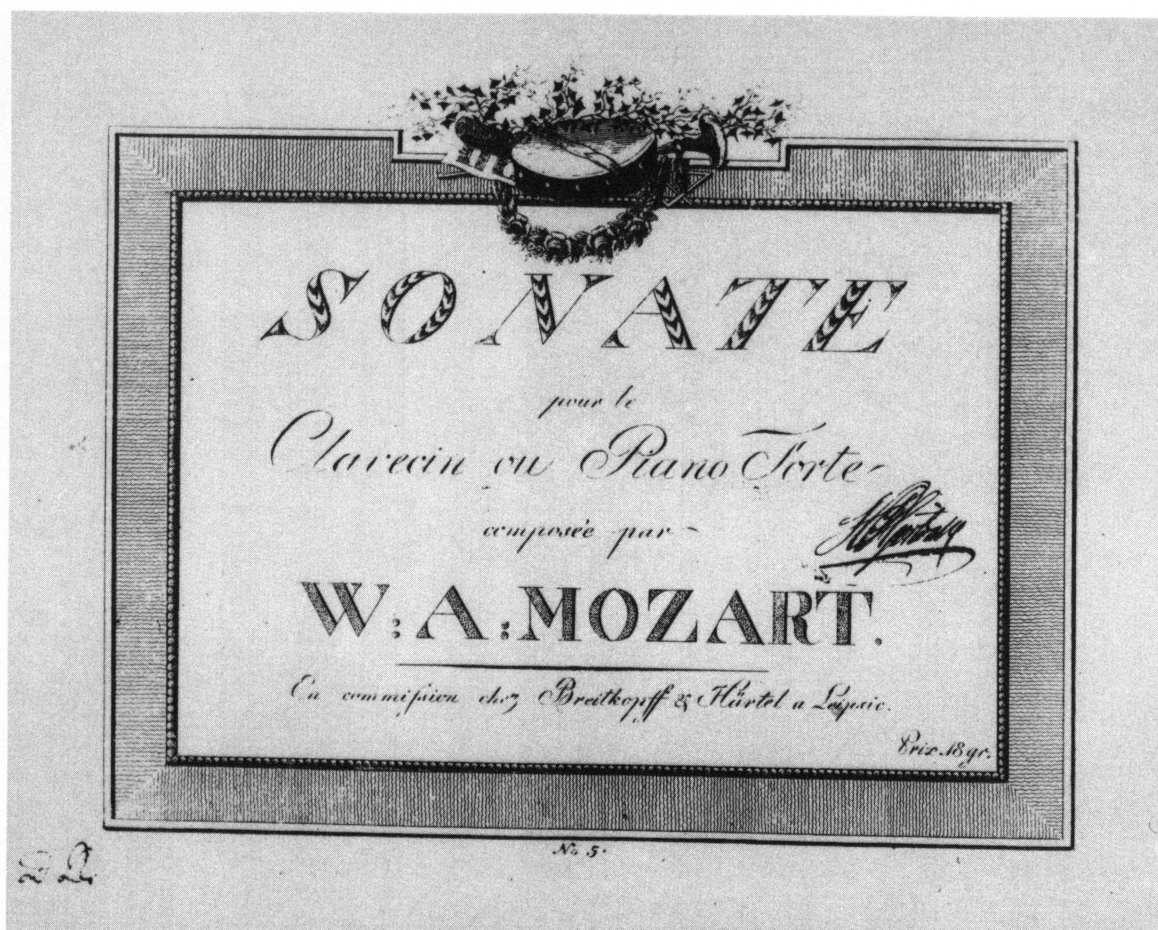 SONATE
pour le
Clavecin ou Piano Forte
composée par
W: A: MOZART.
En commiſsion chez Breitkopff & Härtel a Leipsic.
Prix 18 gr.
No 5.